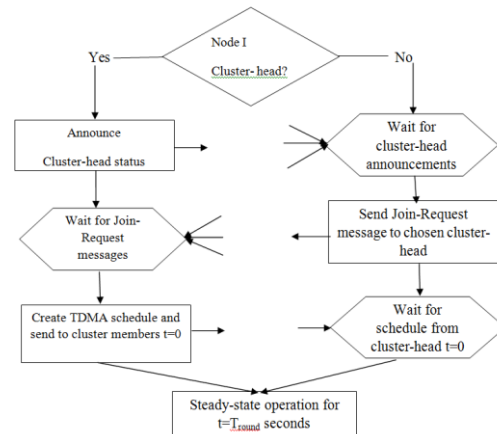 Node I
Cluster- head?
Yes
No
Announce
Cluster-head status
Wait for
cluster-head
announcements
Wait for Join-
Request
messages
Send Join-Request
message to chosen cluster-
head
Create TDMA schedule and
send to cluster members t=0
Wait for
schedule from
cluster-head t=0
Steady-state operation for
t=Tround seconds